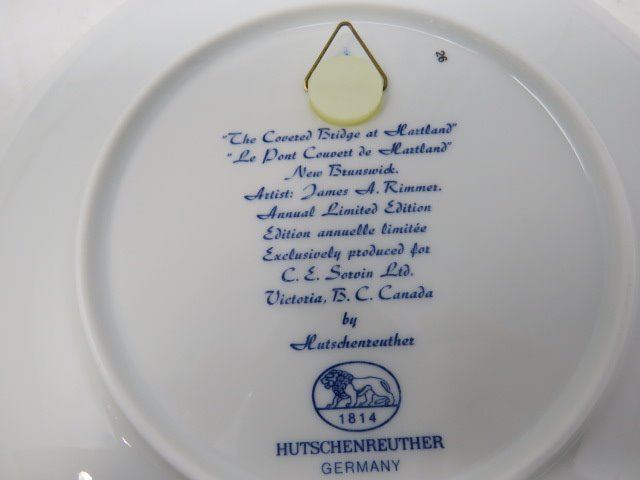 26
"The Covered Bridge at Hartland"
"Le Pont Couvert de Hartland"
New Brunswick.
Artist: James A. Rimmer.
Annual Limited Edition
Edition annuelle limitée
Exclusively produced for
C. E. Sorvin Ltd.
Victoria, B. C. Canada
by
Hutschenreuther
1814
HUTSCHENREUTHER
GERMANY